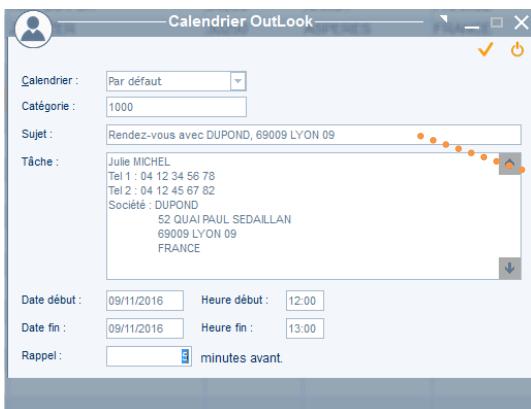 Calendrier OutLook
Calendrier : Par défaut
Catégorie : 1000
Sujet : Rendez-vous avec DUPOND, 69009 LYON 09
Tâche : Julie MICHEL
Tel 1 : 04 12 34 56 78
Tel 2 : 04 12 45 67 82
Société : DUPOND
52 QUAI PAUL SEDAILLAN
69009 LYON 09
FRANCE
Date début : 09/11/2016 Heure début : 12:00
Date fin : 09/11/2016 Heure fin : 13:00
Rappel : 5 minutes avant.